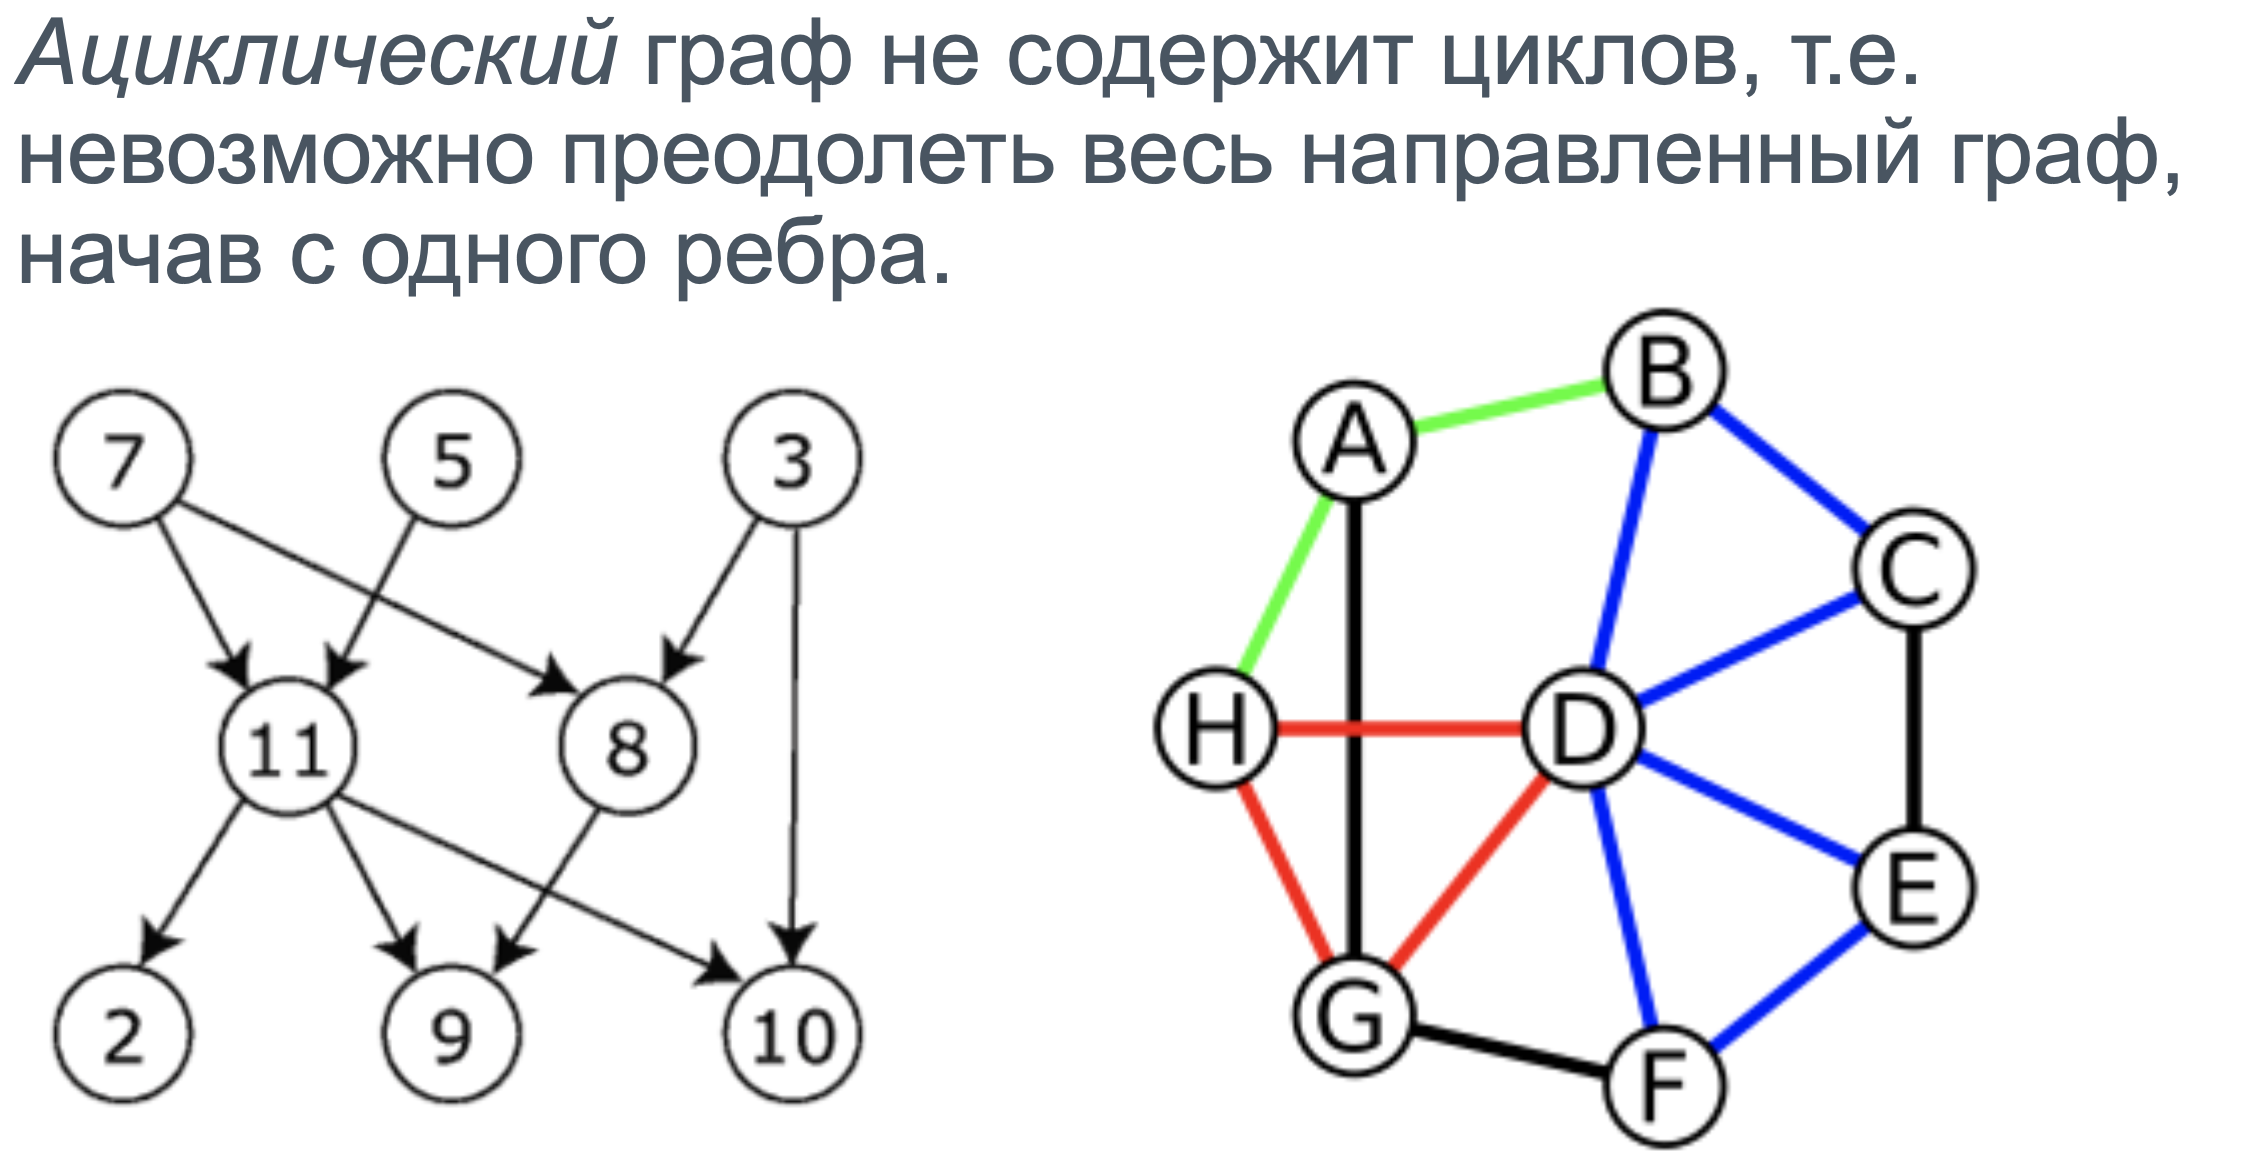 Ациклический граф не содержит циклов, т.е.
невозможно преодолеть весь направленный граф,
начав с одного ребра.
7 5 3
11 8
2 9 10
B
A
C
H D
E
G
F